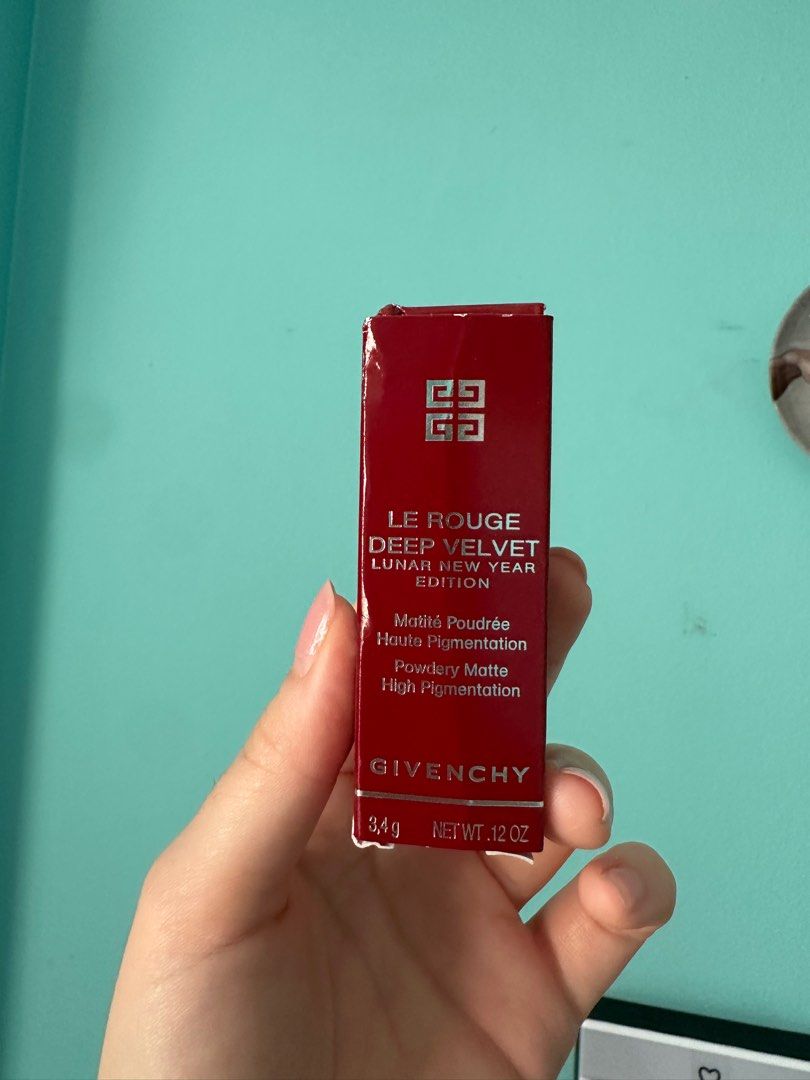 LE ROUGE
DEEP VELVET
LUNAR NEW YEAR
EDITION
Matité Poudrée
Haute Pigmentation
Powdery Matte
High Pigmentation
GIVENCHY
3,4 g NET WT .12 OZ